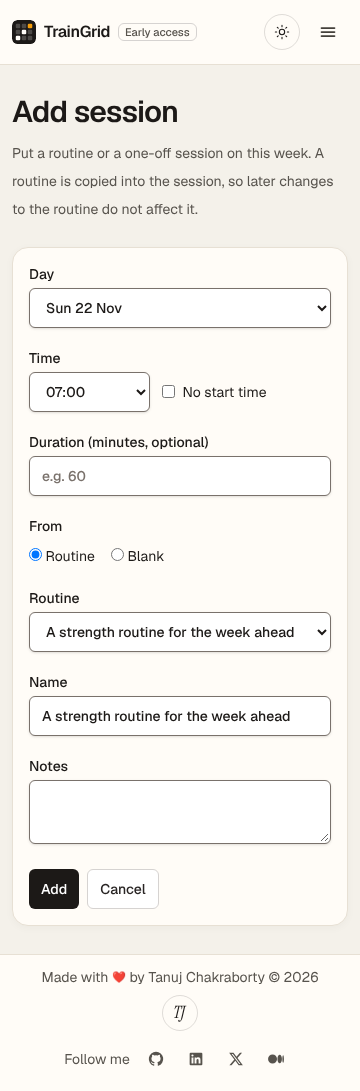 TrainGrid Early access
Add session
Put a routine or a one-off session on this week. A
routine is copied into the session, so later changes
to the routine do not affect it.
Day
Sun 22 Nov
Time
07:00 No start time
Duration (minutes, optional)
e.g. 60
From
Routine Blank
Routine
A strength routine for the week ahead
Name
A strength routine for the week ahead
Notes
Add Cancel
Made with ❤️ by Tanuj Chakraborty © 2026
TJ
Follow me